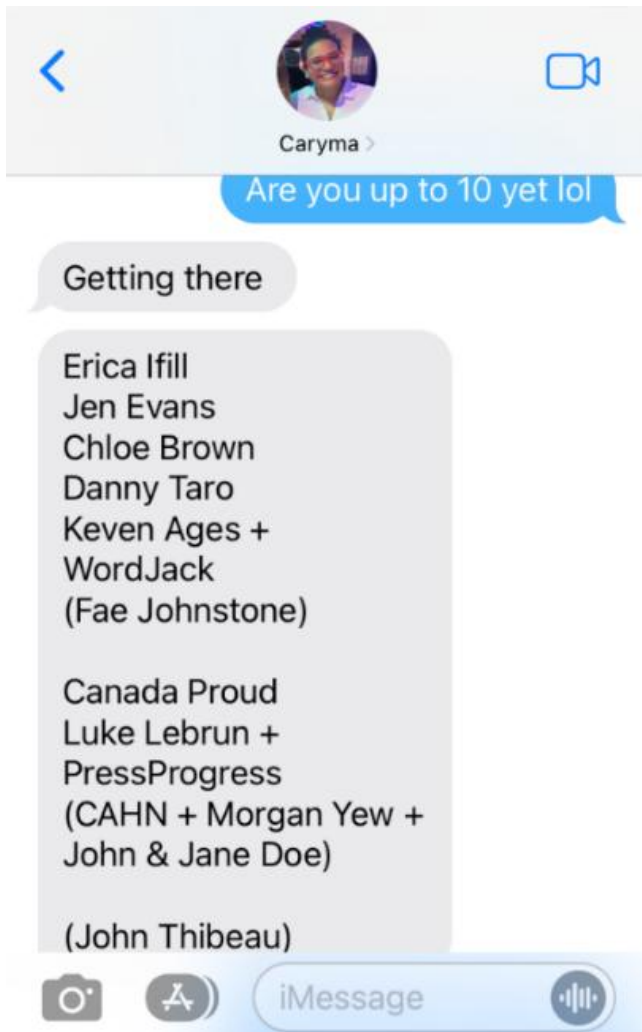 Caryma
Are you up to 10 yet lol
Getting there
Erica Ifill
Jen Evans
Chloe Brown
Danny Taro
Keven Ages +
WordJack
(Fae Johnstone)
Canada Proud
Luke Lebrun +
PressProgress
(CAHN + Morgan Yew +
John & Jane Doe)
(John Thibeau)
iMessage